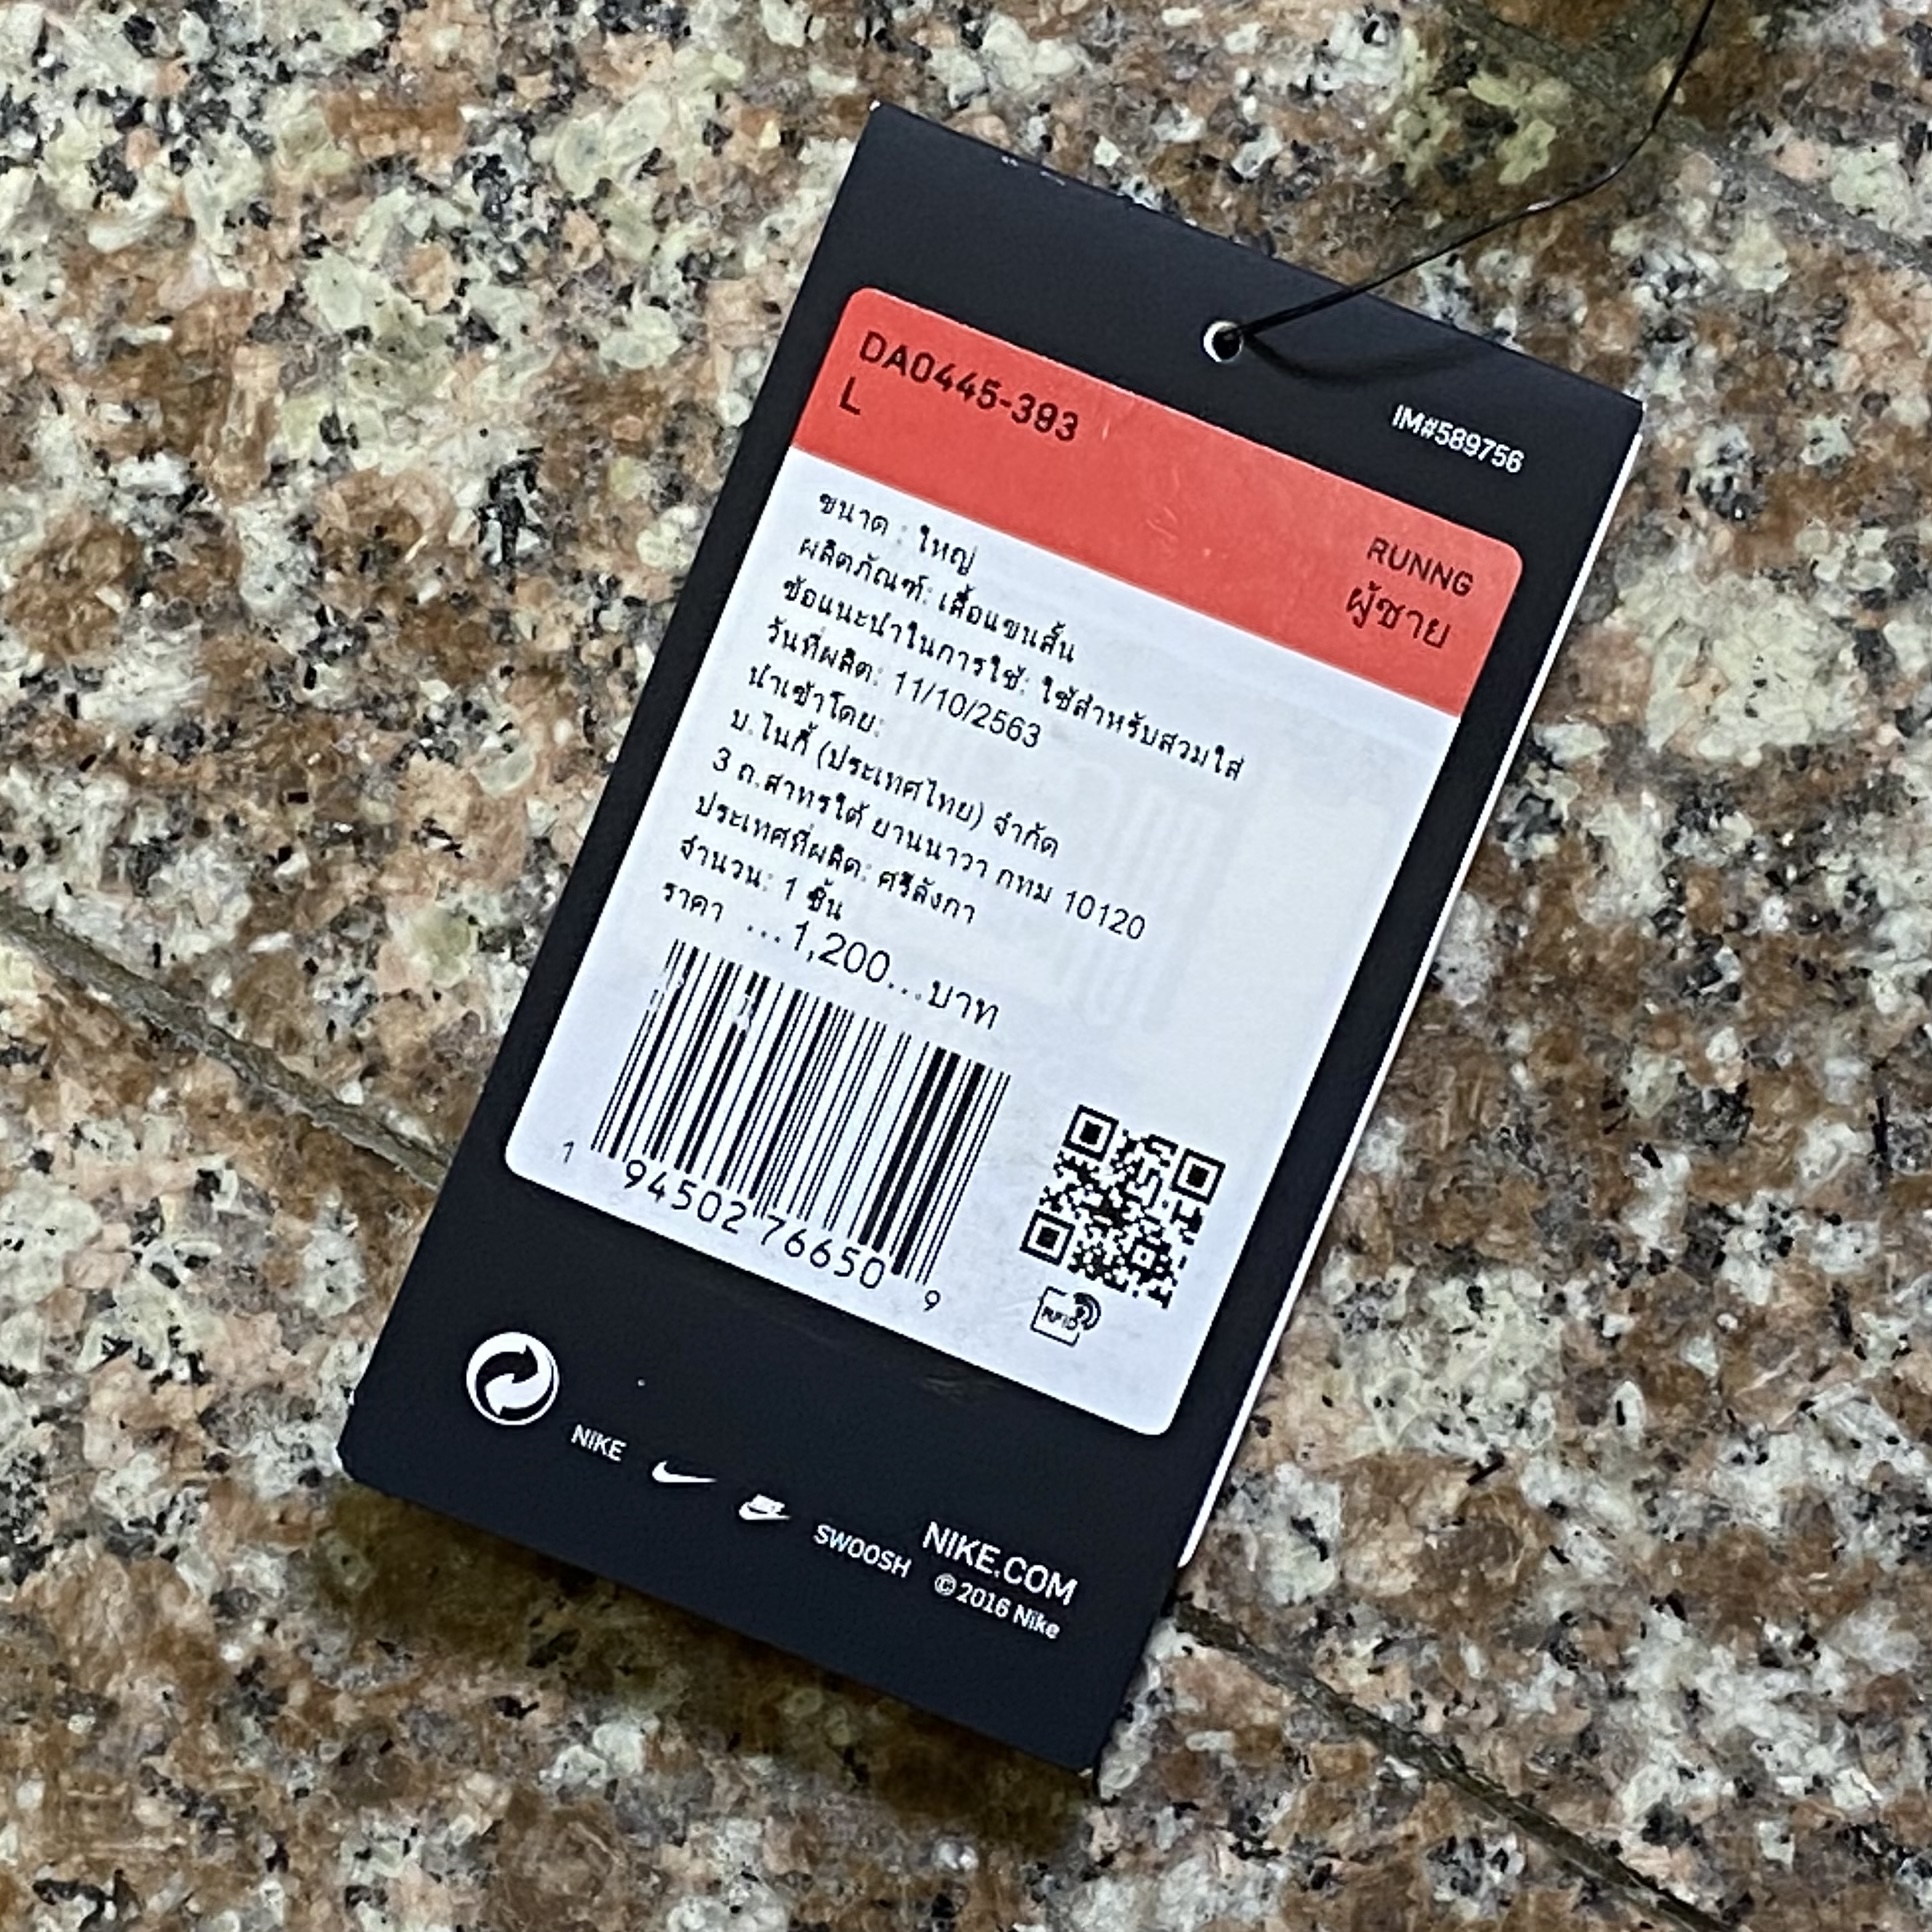 IM#589756
DA0445-393
L
RUNNG
ผู้ชาย
ขนาด : ใหญ่
ผลิตภัณฑ์: เสื้อแขนสั้น
ข้อแนะนำในการใช้: ใช้สำหรับสวมใส่
วันที่ผลิต: 11/10/2563
นำเข้าโดย:
บ.ไนกี้ (ประเทศไทย) จำกัด
3 ถ.สาทรใต้ ยานนาวา กทม 10120
ประเทศที่ผลิต: ศรีลังกา
จำนวน: 1 ชิ้น
ราคา ...1,200...บาท
1 94502 76650 9
RFID
NIKE
SWOOSH
NIKE.COM
© 2016 Nike